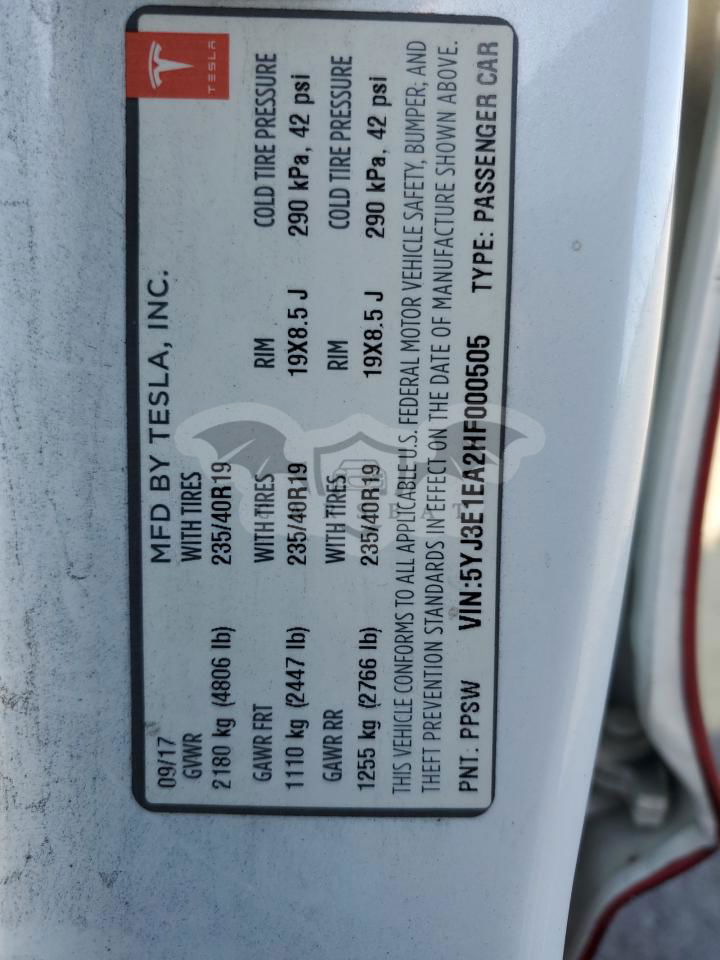 TESLA
MFD BY TESLA, INC.
09/17
GVWR WITH TIRES
2180 kg (4806 lb) 235/40R19
GAWR FRT WITH TIRES RIM COLD TIRE PRESSURE
1110 kg (2447 lb) 235/40R19 19X8.5 J 290 kPa, 42 psi
GAWR RR WITH TIRES RIM COLD TIRE PRESSURE
1255 kg (2766 lb) 235/40R19 19X8.5 J 290 kPa, 42 psi
THIS VEHICLE CONFORMS TO ALL APPLICABLE U.S. FEDERAL MOTOR VEHICLE SAFETY, BUMPER, AND
THEFT PREVENTION STANDARDS IN EFFECT ON THE DATE OF MANUFACTURE SHOWN ABOVE.
PNT. PPSW VIN:5YJ3E1EA2HF000505 TYPE: PASSENGER CAR